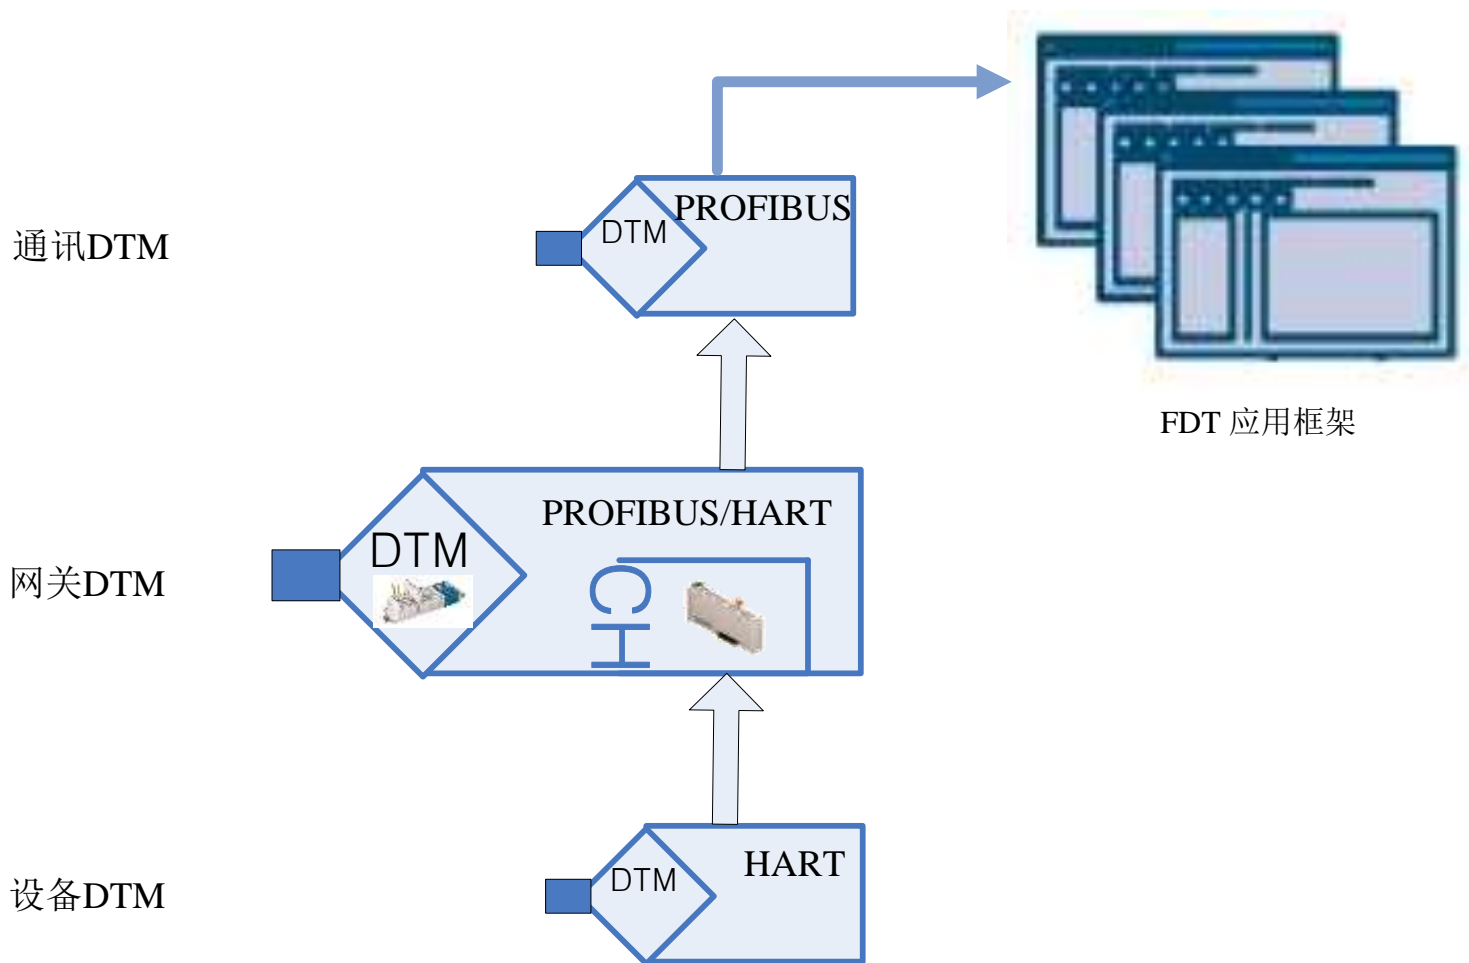 PROFIBUS
DTM
通讯DTM
FDT 应用框架
PROFIBUS/HART
DTM
网关DTM
CH
HART
DTM
设备DTM